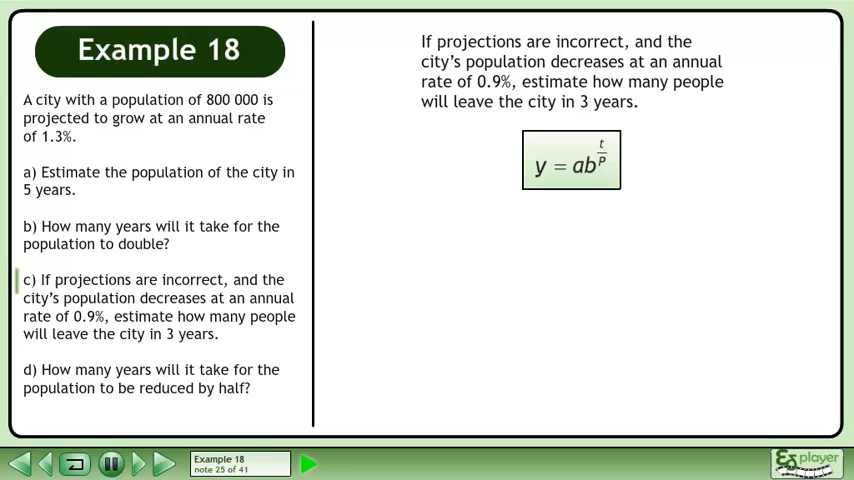 Example 18
A city with a population of 800 000 is
projected to grow at an annual rate
of 1.3%.
a) Estimate the population of the city in
5 years.
b) How many years will it take for the
population to double?
c) If projections are incorrect, and the
city's population decreases at an annual
rate of 0.9%, estimate how many people
will leave the city in 3 years.
d) How many years will it take for the
population to be reduced by half?
If projections are incorrect, and the
city's population decreases at an annual
rate of 0.9%, estimate how many people
will leave the city in 3 years.
y = ab^(t/P)
Example 18
note 25 of 41
player